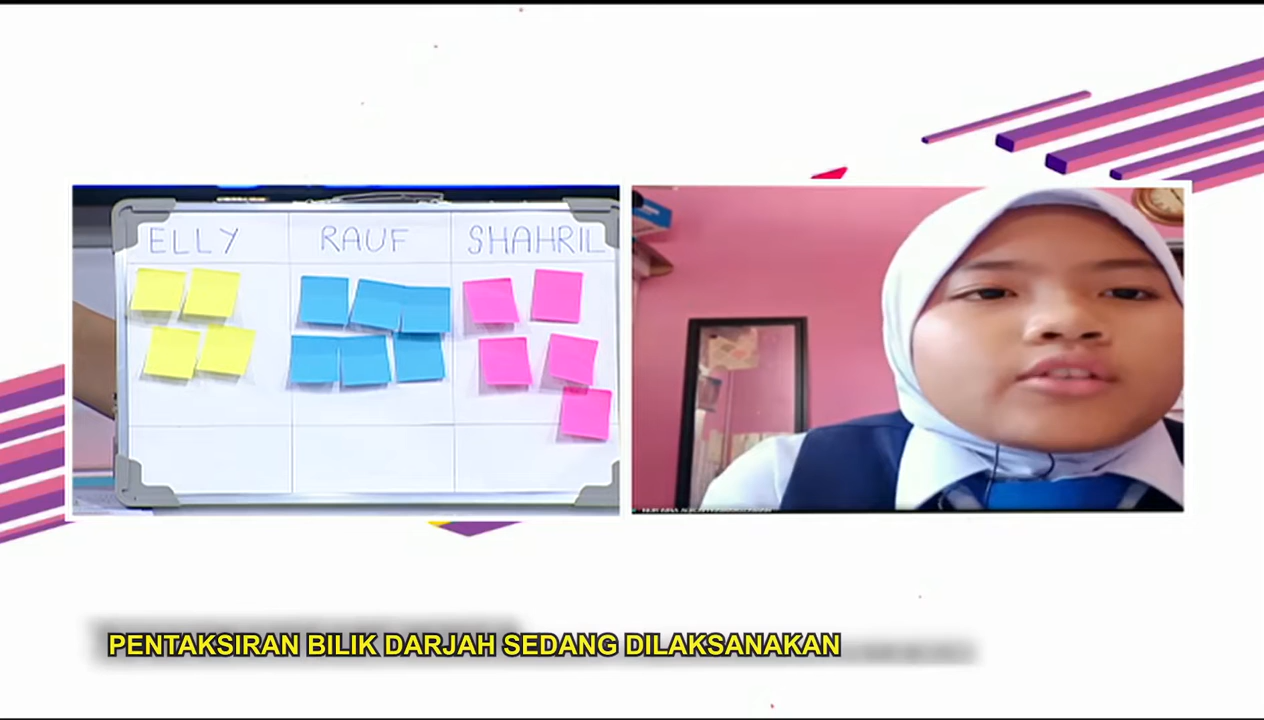 ELLY RAUF SHAHRIL
PENTAKSIRAN BILIK DARJAH SEDANG DILAKSANAKAN